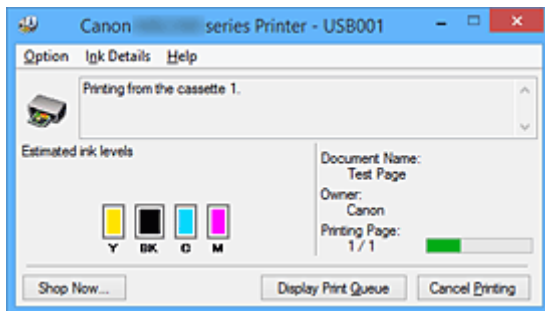 Canon series Printer - USB001
Option Ink Details Help
Printing from the cassette 1.
Estimated ink levels
Document Name:
Test Page
Owner:
Canon
Printing Page:
1 / 1
Y BK C M
Shop Now... Display Print Queue Cancel Printing